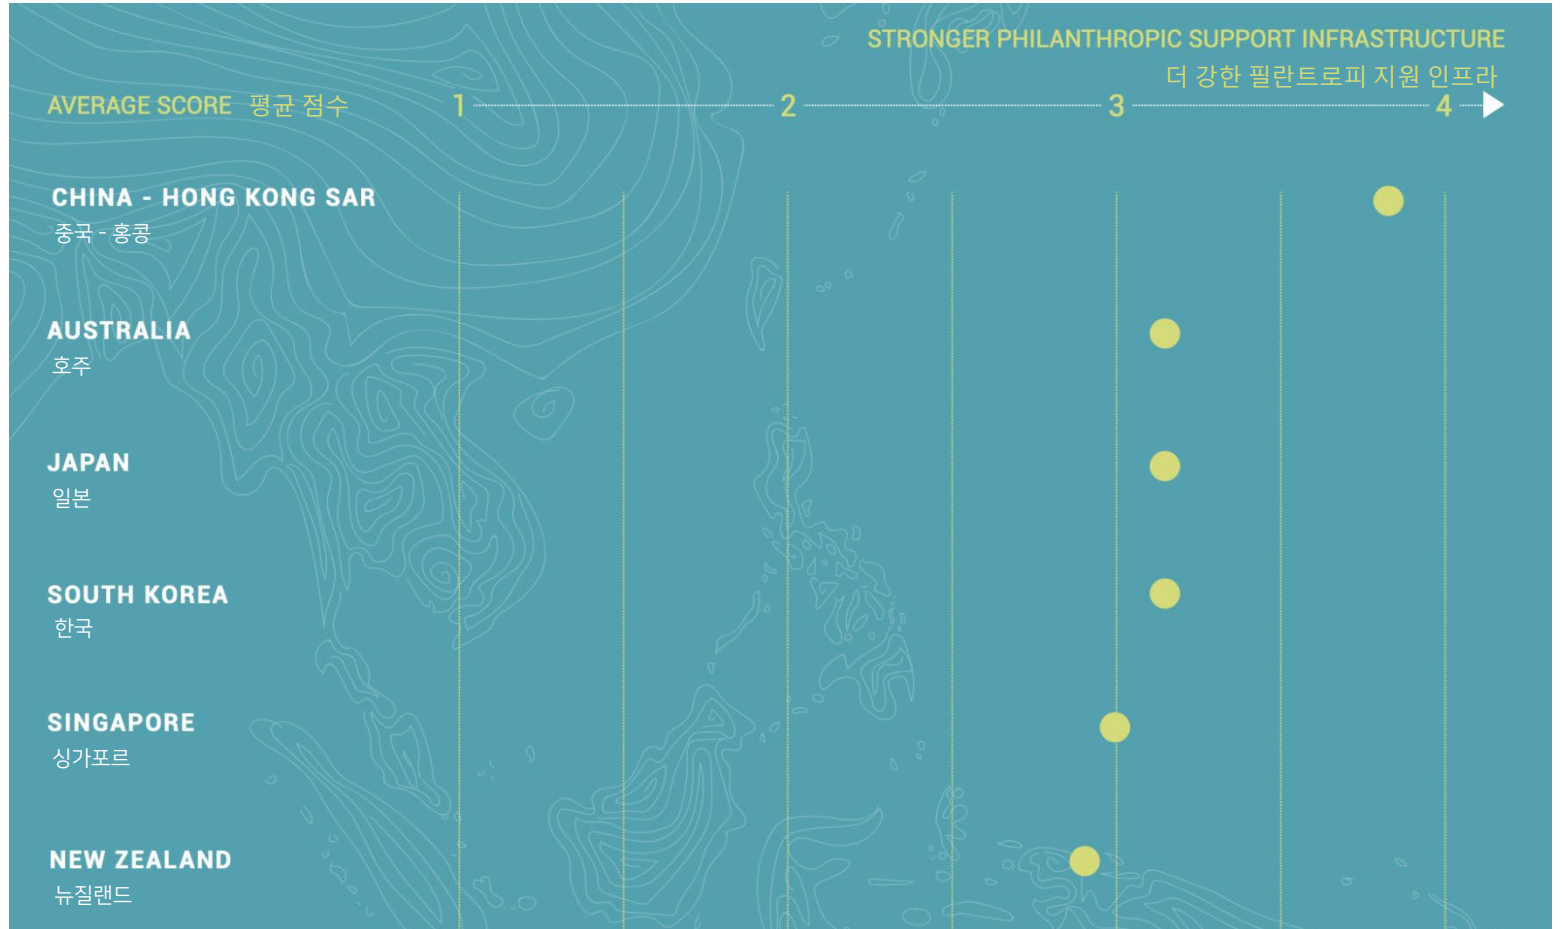 STRONGER PHILANTHROPIC SUPPORT INFRASTRUCTURE
더 강한 필란트로피 지원 인프라
AVERAGE SCORE 평균 점수 1 2 3 4
CHINA - HONG KONG SAR
중국 - 홍콩
AUSTRALIA
호주
JAPAN
일본
SOUTH KOREA
한국
SINGAPORE
싱가포르
NEW ZEALAND
뉴질랜드